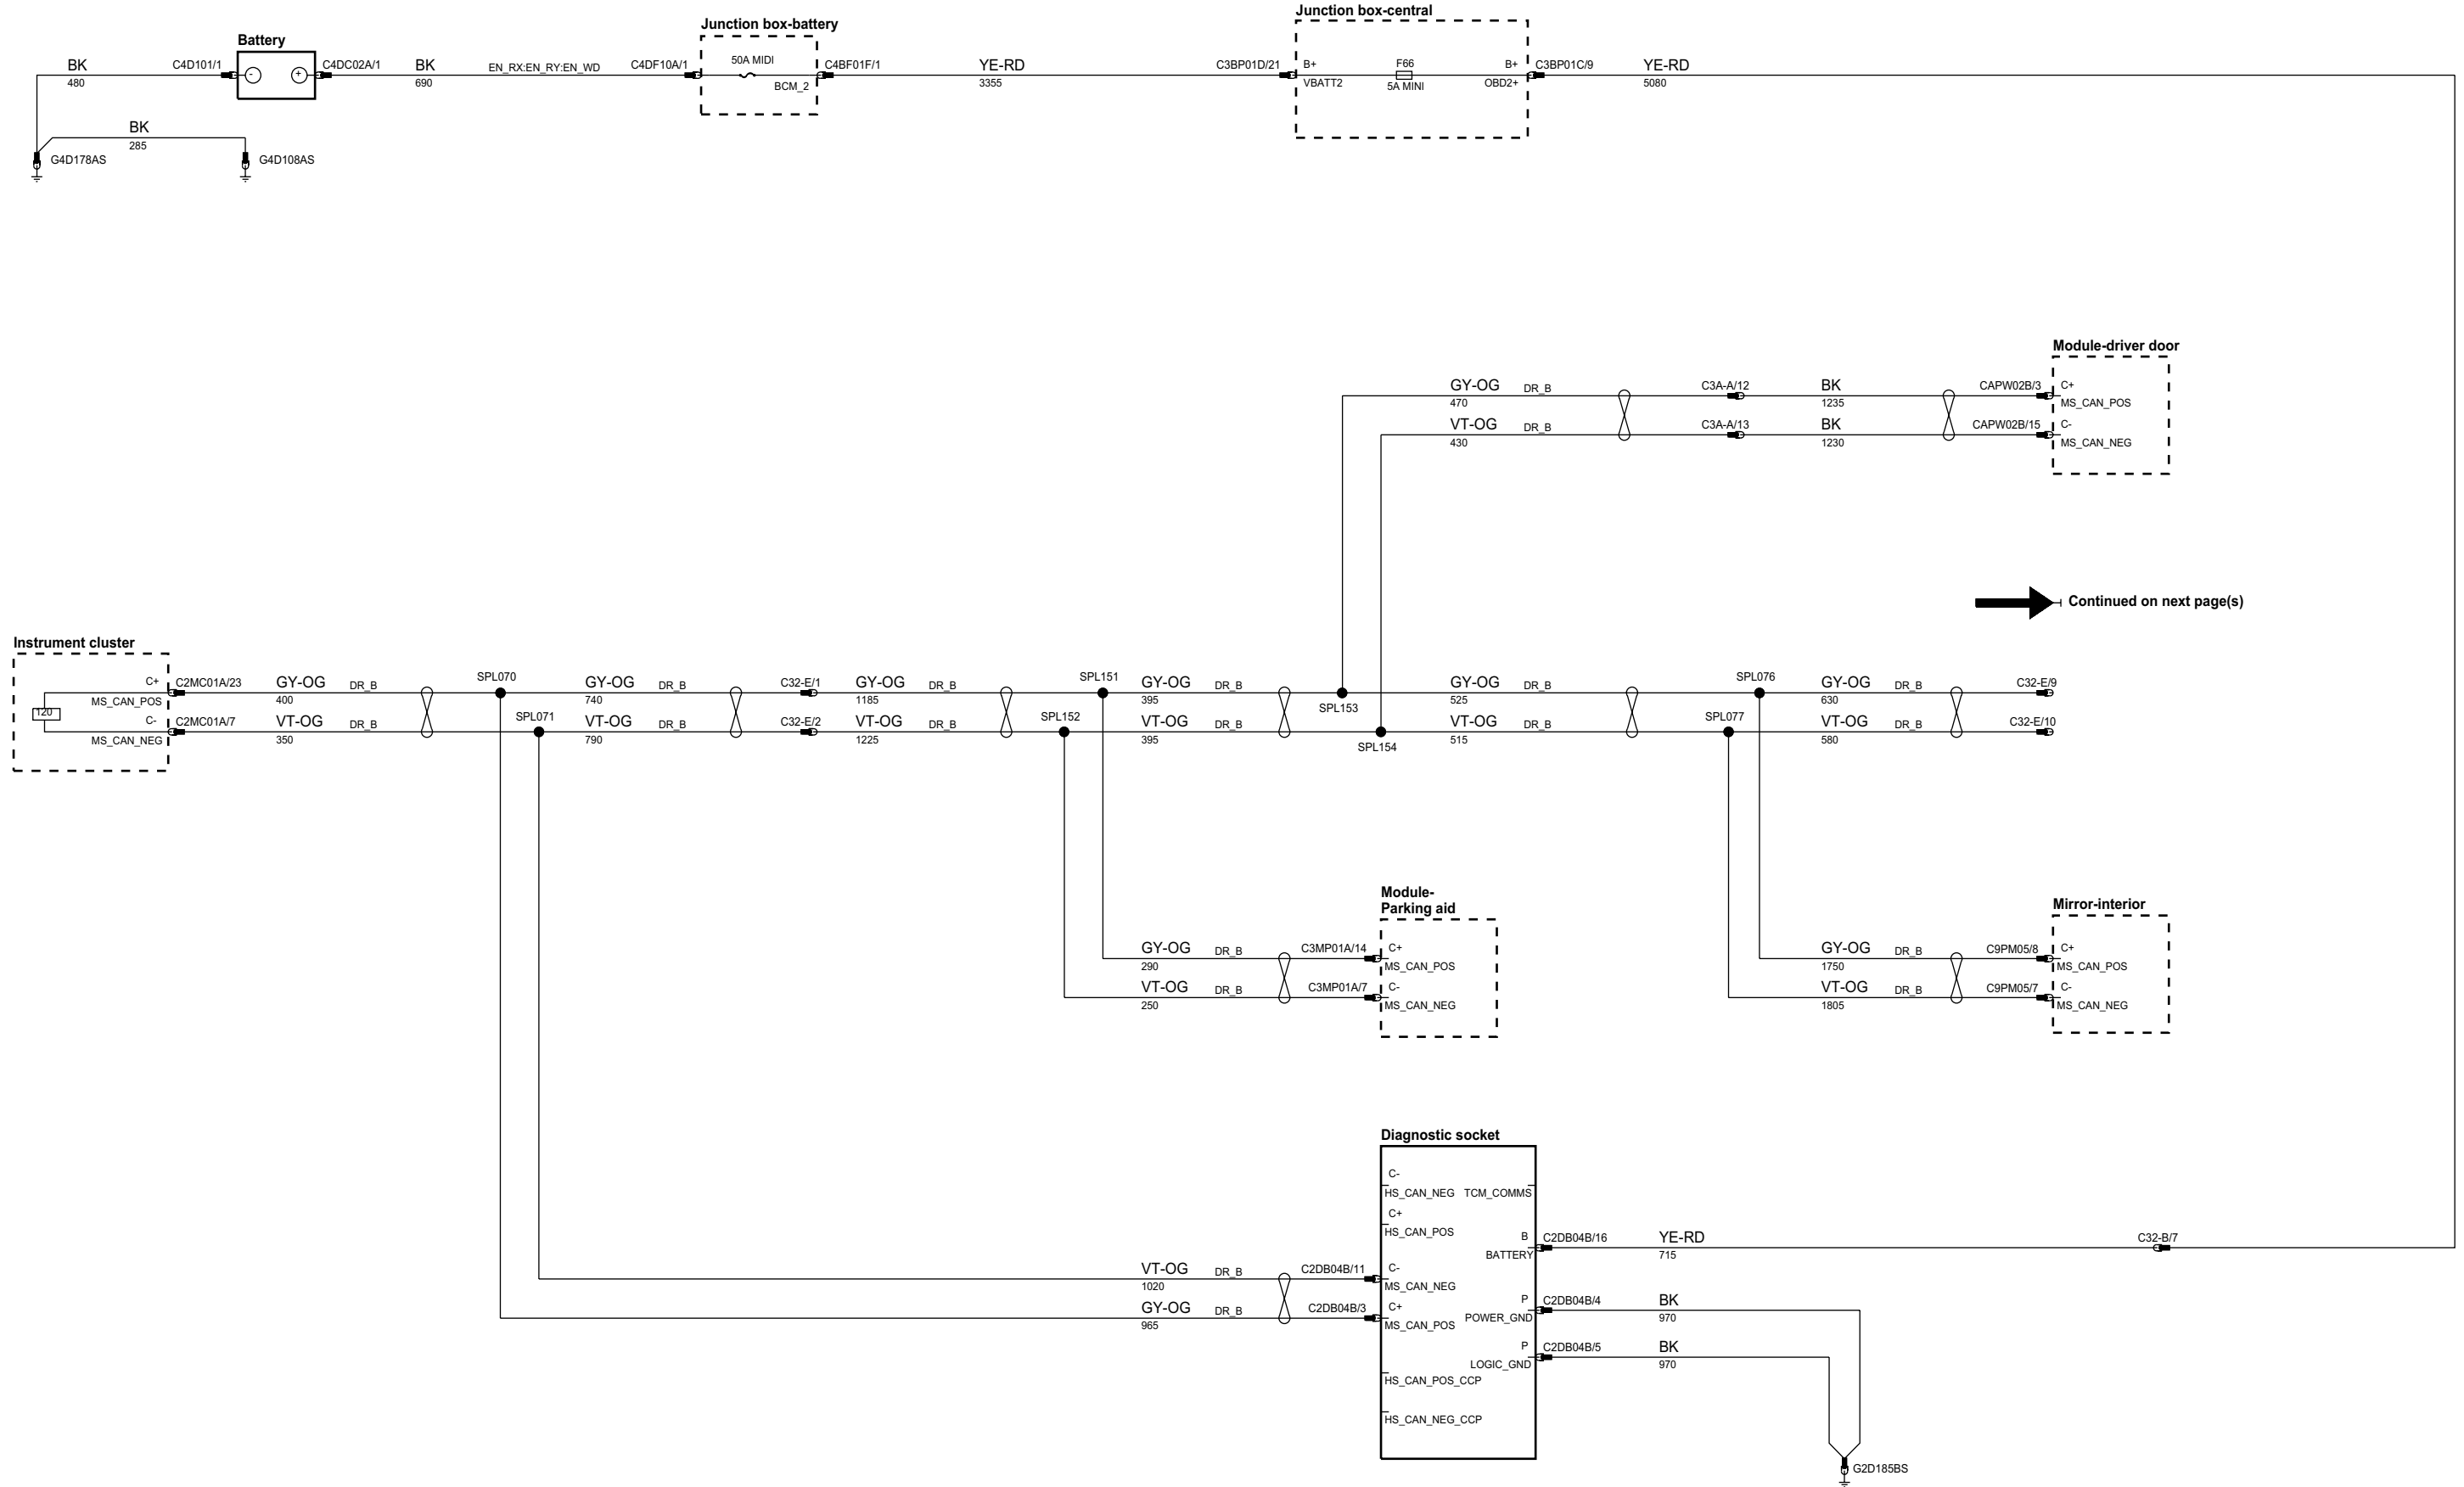 Junction box-central
Junction box-battery
Battery
BK
480
C4D101/1
-
+
C4DC02A/1
BK
690
EN_RX:EN_RY:EN_WD
C4DF10A/1
50A MIDI
BCM_2
C4BF01F/1
YE-RD
3355
C3BP01D/21
B+
VBATT2
F66
5A MINI
B+
OBD2+
C3BP01C/9
YE-RD
5080
BK
285
G4D178AS
G4D108AS
Module-driver door
GY-OG
470
DR_B
C3A-A/12
BK
1235
CAPW02B/3
C+
MS_CAN_POS
VT-OG
430
DR_B
C3A-A/13
BK
1230
CAPW02B/15
C-
MS_CAN_NEG
Continued on next page(s)
Instrument cluster
C+
MS_CAN_POS
C2MC01A/23
GY-OG
400
DR_B
SPL070
GY-OG
740
DR_B
C32-E/1
GY-OG
1185
DR_B
SPL151
GY-OG
395
DR_B
SPL153
GY-OG
525
DR_B
SPL076
GY-OG
630
DR_B
C32-E/9
120
C-
MS_CAN_NEG
C2MC01A/7
VT-OG
350
DR_B
SPL071
VT-OG
790
DR_B
C32-E/2
VT-OG
1225
DR_B
SPL152
VT-OG
395
DR_B
SPL154
VT-OG
515
DR_B
SPL077
VT-OG
580
DR_B
C32-E/10
Module-
Parking aid
GY-OG
290
DR_B
C3MP01A/14
C+
MS_CAN_POS
VT-OG
250
DR_B
C3MP01A/7
C-
MS_CAN_NEG
Mirror-interior
GY-OG
1750
DR_B
C9PM05/8
C+
MS_CAN_POS
VT-OG
1805
DR_B
C9PM05/7
C-
MS_CAN_NEG
Diagnostic socket
C-
HS_CAN_NEG
TCM_COMMS
C+
HS_CAN_POS
B
BATTERY
C2DB04B/16
YE-RD
715
C32-B/7
VT-OG
1020
DR_B
C2DB04B/11
C-
MS_CAN_NEG
GY-OG
965
DR_B
C2DB04B/3
C+
MS_CAN_POS
P
POWER_GND
C2DB04B/4
BK
970
P
LOGIC_GND
C2DB04B/5
BK
970
HS_CAN_POS_CCP
HS_CAN_NEG_CCP
G2D185BS